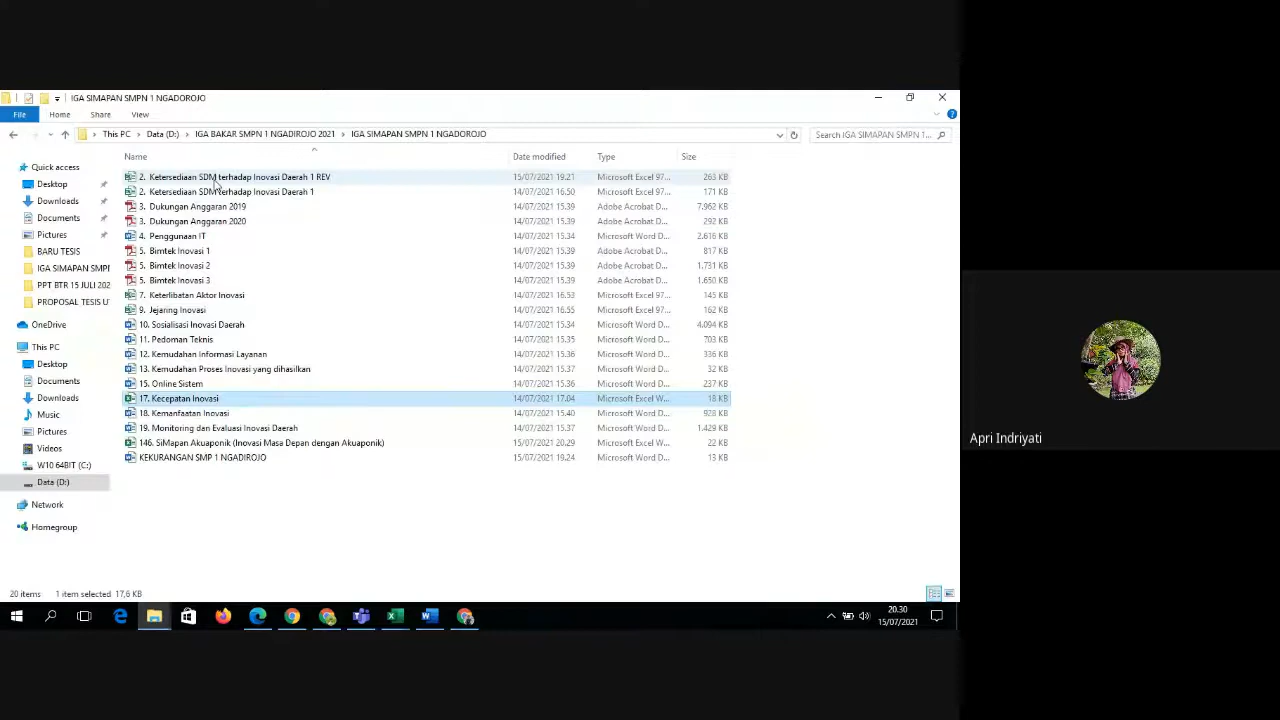 IGA SIMAPAN SMPN 1 NGADOROJO
File Home Share View
This PC Data (D:) IGA BAKAR SMPN 1 NGADIROJO 2021 IGA SIMAPAN SMPN 1 NGADOROJO Search IGA SIMAPAN SMPN 1...
Name Date modified Type Size
Quick access
Desktop
Downloads
Documents
Pictures
BARU TESIS
IGA SIMAPAN SMPI
PPT BTR 15 JULI 202
PROPOSAL TESIS U
OneDrive
This PC
Desktop
Documents
Downloads
Music
Pictures
Videos
W10 64BIT (C:)
Data (D:)
Network
Homegroup
2. Ketersediaan SDM terhadap Inovasi Daerah 1 REV 15/07/2021 19.21 Microsoft Excel 97... 263 KB
2. Ketersediaan SDM terhadap Inovasi Daerah 1 14/07/2021 16.50 Microsoft Excel 97... 171 KB
3. Dukungan Anggaran 2019 14/07/2021 15.39 Adobe Acrobat D... 7.962 KB
3. Dukungan Anggaran 2020 14/07/2021 15.39 Adobe Acrobat D... 292 KB
4. Penggunaan IT 14/07/2021 15.34 Microsoft Word D... 2.616 KB
5. Bimtek Inovasi 1 14/07/2021 15.39 Adobe Acrobat D... 817 KB
5. Bimtek Inovasi 2 14/07/2021 15.39 Adobe Acrobat D... 1.731 KB
5. Bimtek Inovasi 3 14/07/2021 15.39 Adobe Acrobat D... 1.650 KB
7. Keterlibatan Aktor Inovasi 14/07/2021 16.53 Microsoft Excel 97... 145 KB
9. Jejaring Inovasi 14/07/2021 16.55 Microsoft Excel 97... 162 KB
10. Sosialisasi Inovasi Daerah 14/07/2021 15.34 Microsoft Word D... 4.094 KB
11. Pedoman Teknis 14/07/2021 15.35 Microsoft Word D... 703 KB
12. Kemudahan Informasi Layanan 14/07/2021 15.36 Microsoft Word D... 336 KB
13. Kemudahan Proses Inovasi yang dihasilkan 14/07/2021 15.37 Microsoft Word D... 32 KB
15. Online Sistem 14/07/2021 15.36 Microsoft Word D... 237 KB
17. Kecepatan Inovasi 14/07/2021 17.04 Microsoft Excel W... 18 KB
18. Kemanfaatan Inovasi 14/07/2021 15.40 Microsoft Word D... 928 KB
19. Monitoring dan Evaluasi Inovasi Daerah 14/07/2021 15.37 Microsoft Word D... 1.429 KB
146. SiMapan Akuaponik (Inovasi Masa Depan dengan Akuaponik) 15/07/2021 20.29 Microsoft Excel W... 22 KB
KEKURANGAN SMP 1 NGADIROJO 15/07/2021 19.24 Microsoft Word D... 13 KB
20 items 1 item selected 17,6 KB
20.30
15/07/2021
Apri Indriyati